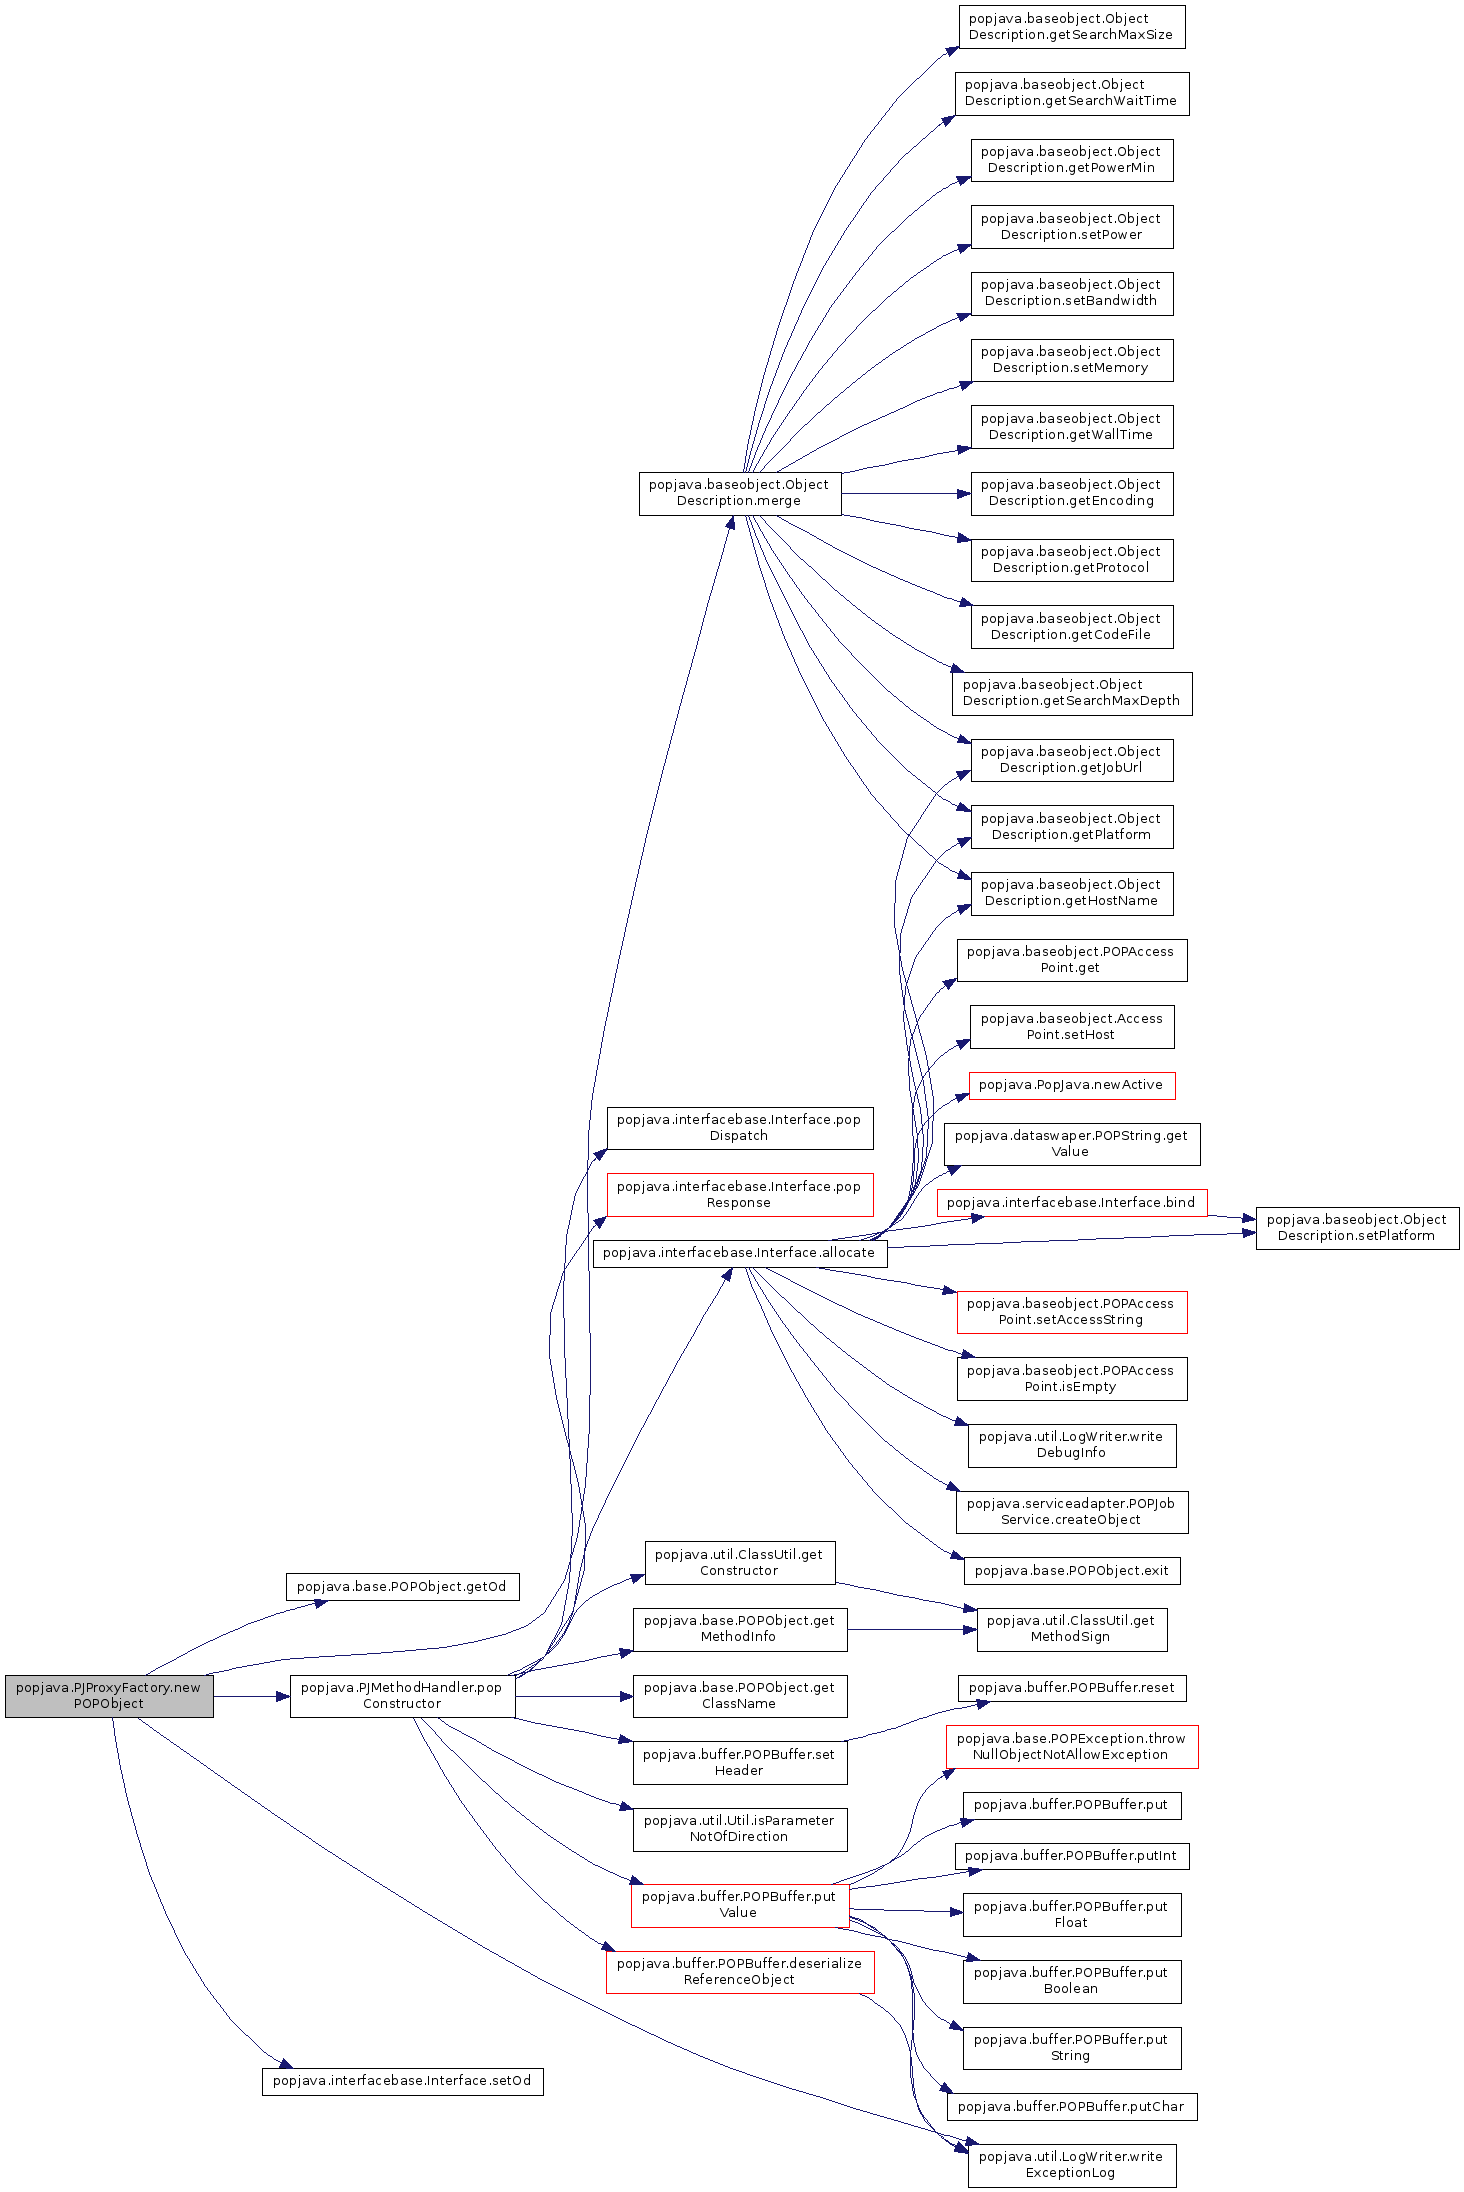 popjava.baseobject.Object
Description.getSearchMaxSize
popjava.baseobject.Object
Description.getSearchWaitTime
popjava.baseobject.Object
Description.getPowerMin
popjava.baseobject.Object
Description.setPower
popjava.baseobject.Object
Description.setBandwidth
popjava.baseobject.Object
Description.setMemory
popjava.baseobject.Object
Description.getWallTime
popjava.baseobject.Object
Description.merge
popjava.baseobject.Object
Description.getEncoding
popjava.baseobject.Object
Description.getProtocol
popjava.baseobject.Object
Description.getCodeFile
popjava.baseobject.Object
Description.getSearchMaxDepth
popjava.baseobject.Object
Description.getJobUrl
popjava.baseobject.Object
Description.getPlatform
popjava.baseobject.Object
Description.getHostName
popjava.baseobject.POPAccess
Point.get
popjava.baseobject.Access
Point.setHost
popjava.PopJava.newActive
popjava.interfacebase.Interface.pop
Dispatch
popjava.dataswaper.POPString.get
Value
popjava.interfacebase.Interface.pop
Response
popjava.interfacebase.Interface.bind
popjava.baseobject.Object
Description.setPlatform
popjava.interfacebase.Interface.allocate
popjava.baseobject.POPAccess
Point.setAccessString
popjava.baseobject.POPAccess
Point.isEmpty
popjava.util.LogWriter.write
DebugInfo
popjava.serviceadapter.POPJob
Service.createObject
popjava.util.ClassUtil.get
Constructor
popjava.base.POPObject.exit
popjava.base.POPObject.getOd
popjava.base.POPObject.get
MethodInfo
popjava.util.ClassUtil.get
MethodSign
popjava.PJProxyFactory.new
POPObject
popjava.PJMethodHandler.pop
Constructor
popjava.base.POPObject.get
ClassName
popjava.buffer.POPBuffer.reset
popjava.buffer.POPBuffer.set
Header
popjava.base.POPException.throw
NullObjectNotAllowException
popjava.util.Util.isParameter
NotOfDirection
popjava.buffer.POPBuffer.put
popjava.buffer.POPBuffer.putInt
popjava.buffer.POPBuffer.put
Value
popjava.buffer.POPBuffer.put
Float
popjava.buffer.POPBuffer.deserialize
ReferenceObject
popjava.buffer.POPBuffer.put
Boolean
popjava.buffer.POPBuffer.put
String
popjava.interfacebase.Interface.setOd
popjava.buffer.POPBuffer.putChar
popjava.util.LogWriter.write
ExceptionLog